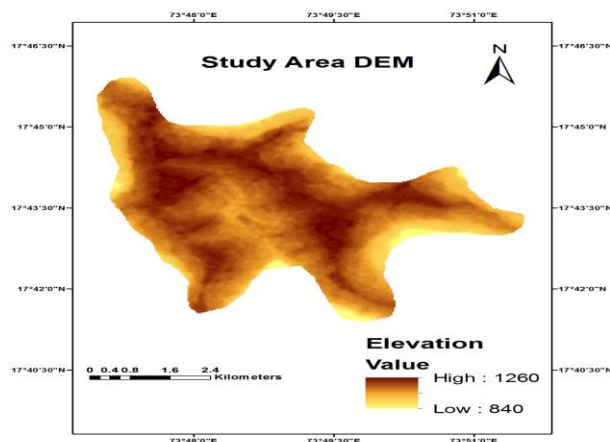 73°48'0"E 73°49'30"E 73°51'0"E
17°46'30"N 17°46'30"N
Study Area DEM
N
17°45'0"N 17°45'0"N
17°43'30"N 17°43'30"N
17°42'0"N 17°42'0"N
Elevation
Value
17°40'30"N 17°40'30"N
0 0.4 0.8 1.6 2.4
Kilometers
High : 1260
Low : 840
73°48'0"E 73°49'30"E 73°51'0"E